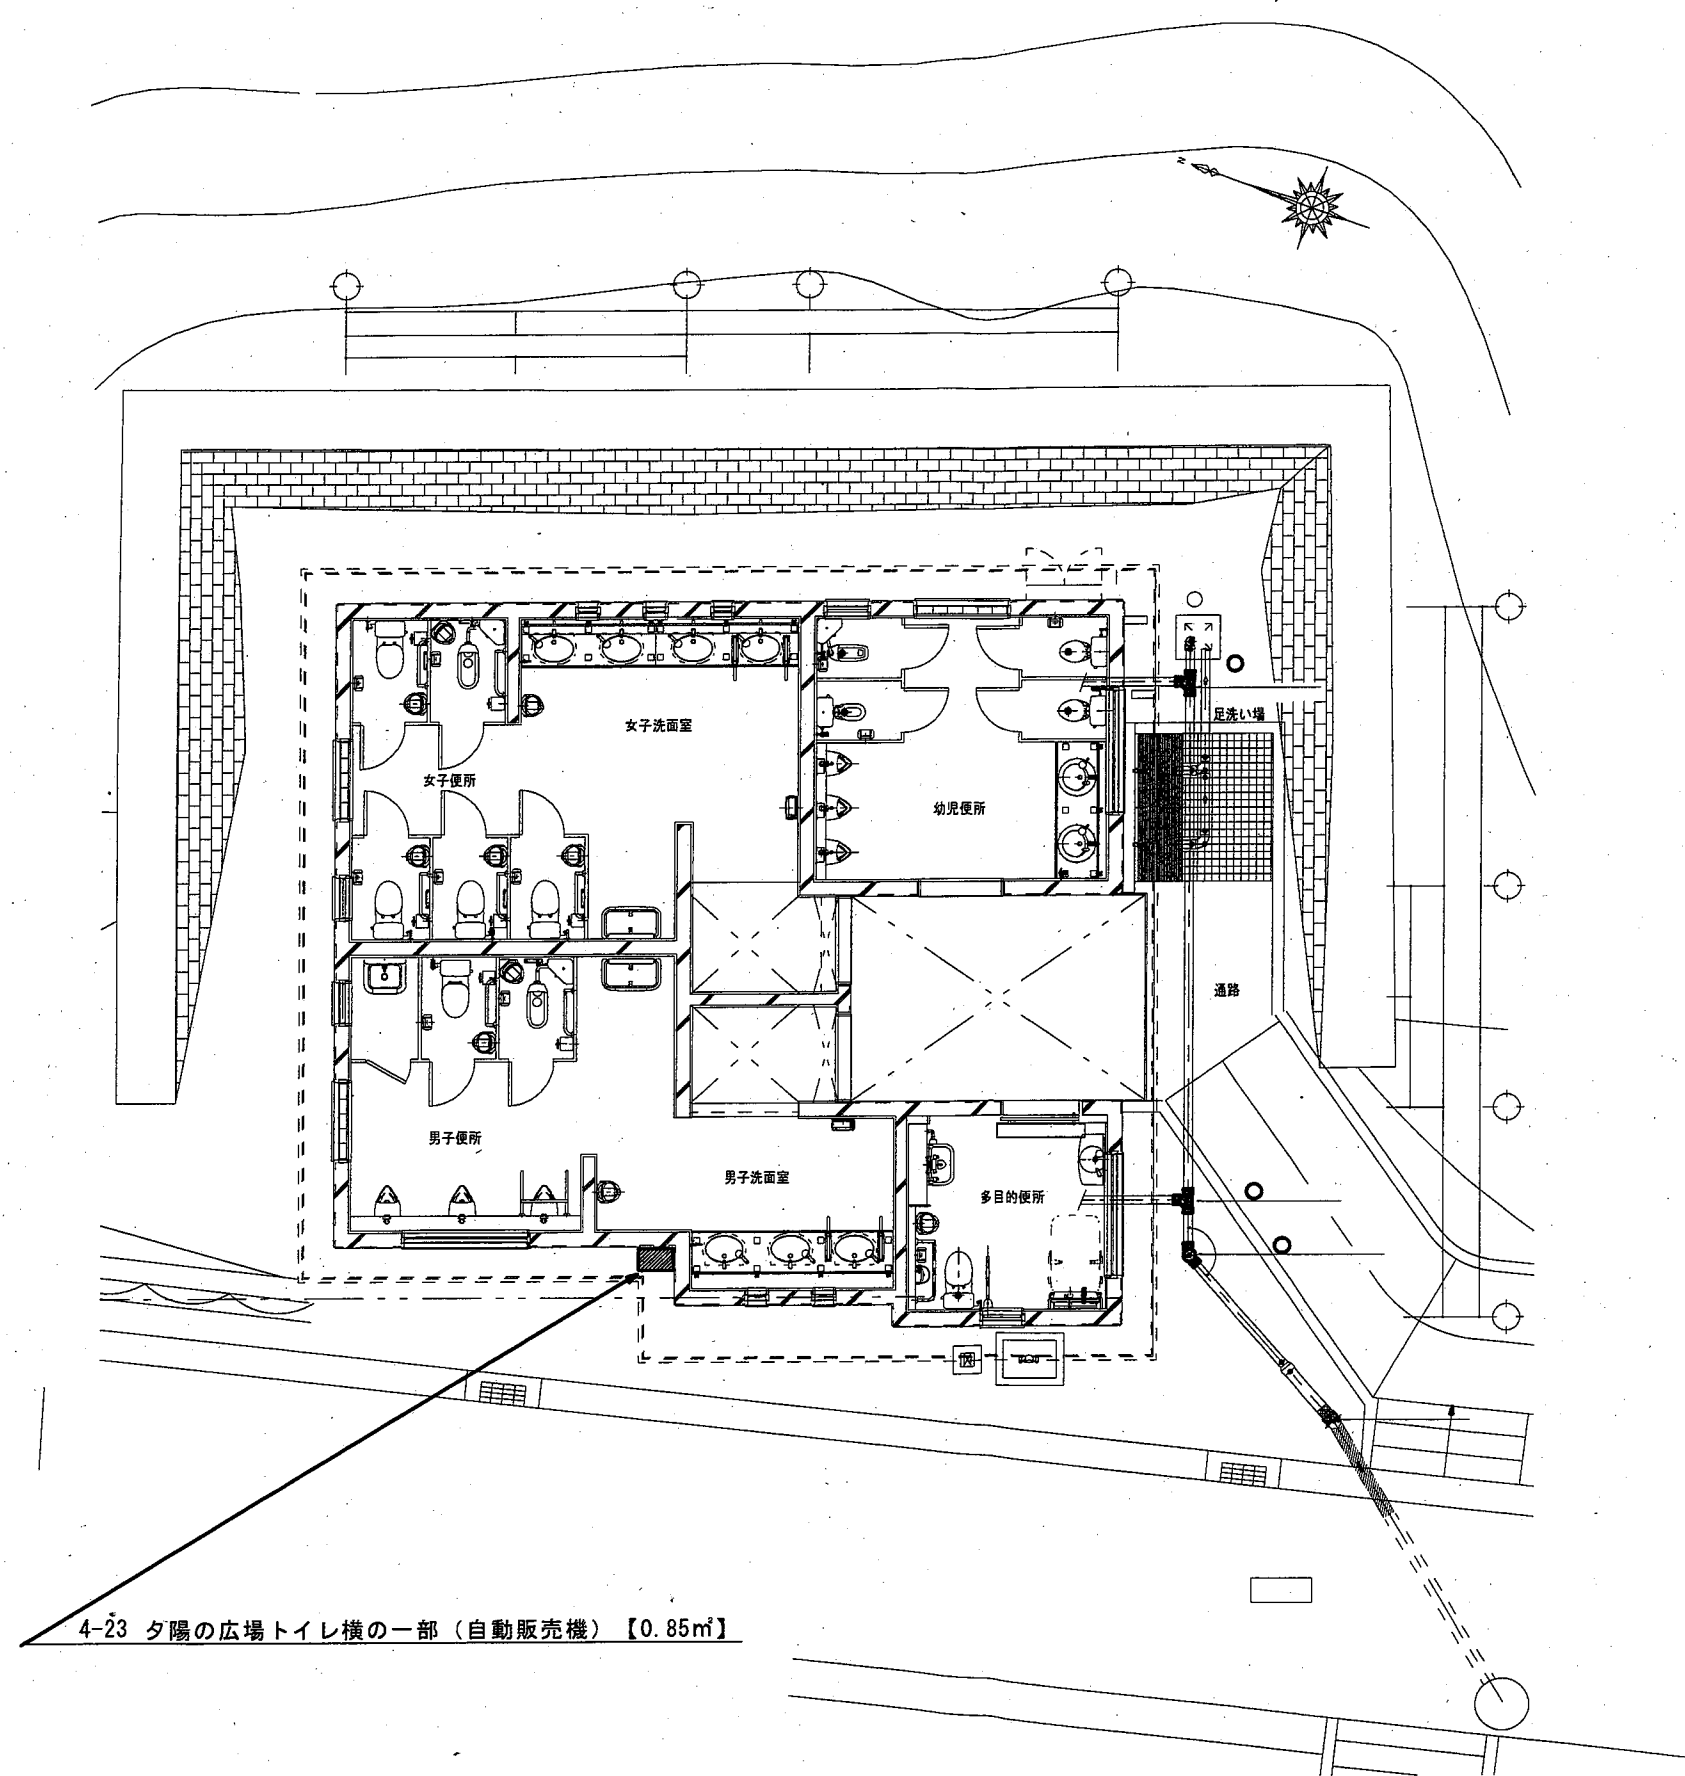 N
女子洗面室
足洗い場
女子便所
幼児便所
通路
男子便所
男子洗面室
多目的便所
4-23 夕陽の広場トイレ横の一部（自動販売機）【0.85㎡】